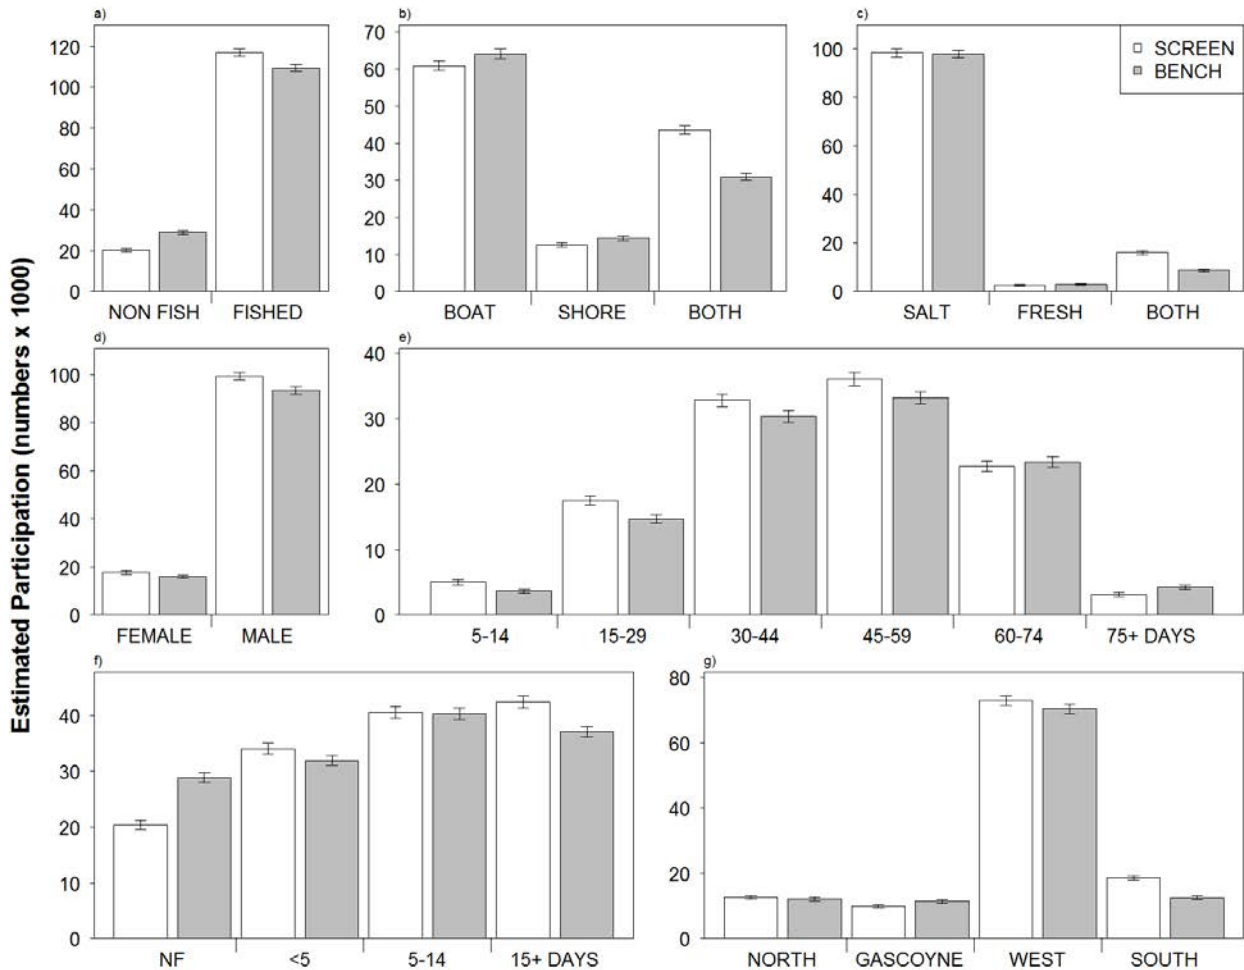 Estimated Participation (numbers x 1000)
a)
120
100
80
60
40
20
0
NON FISH FISHED
b)
70
60
50
40
30
20
10
0
BOAT SHORE BOTH
c)
100
80
60
40
20
0
SALT FRESH BOTH
SCREEN
BENCH
d)
100
80
60
40
20
0
FEMALE MALE
e)
40
30
20
10
0
5-14 15-29 30-44 45-59 60-74 75+ DAYS
f)
40
30
20
10
0
NF <5 5-14 15+ DAYS
g)
80
60
40
20
0
NORTH GASCOYNE WEST SOUTH